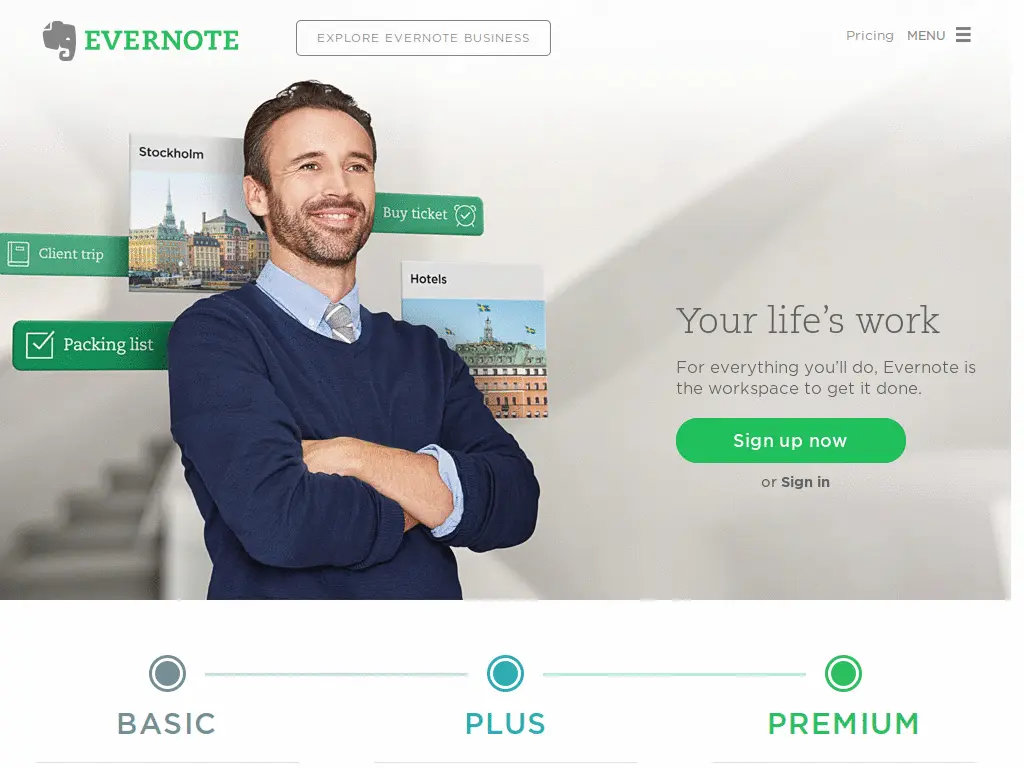 EVERNOTE
EXPLORE EVERNOTE BUSINESS
Pricing
MENU
Stockholm
Buy ticket
Client trip
Hotels
Packing list
Your life's work
For everything you'll do, Evernote is
the workspace to get it done.
Sign up now
or Sign in
BASIC
PLUS
PREMIUM